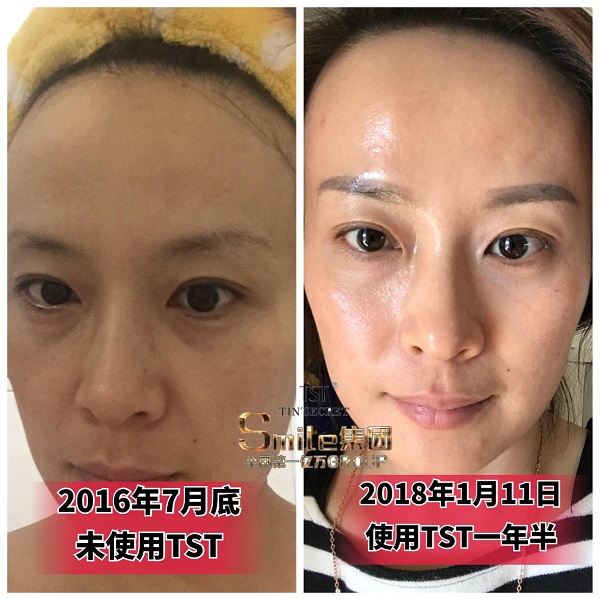 TST®
TIN'SECRET
Smile集团
全网第一亿万GROUP
2016年7月底
未使用TST
2018年1月11日
使用TST一年半